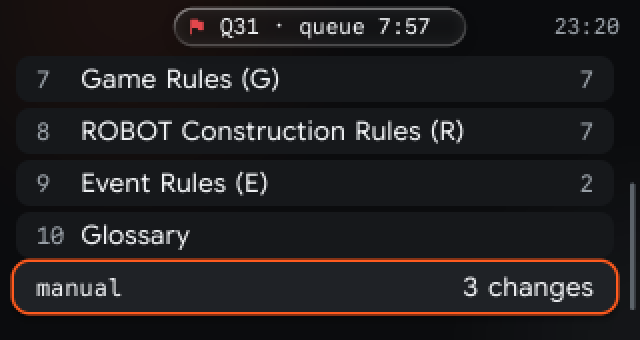 Q31 · queue 7:57 23:20
7 Game Rules (G) 7
8 ROBOT Construction Rules (R) 7
9 Event Rules (E) 2
10 Glossary
manual 3 changes